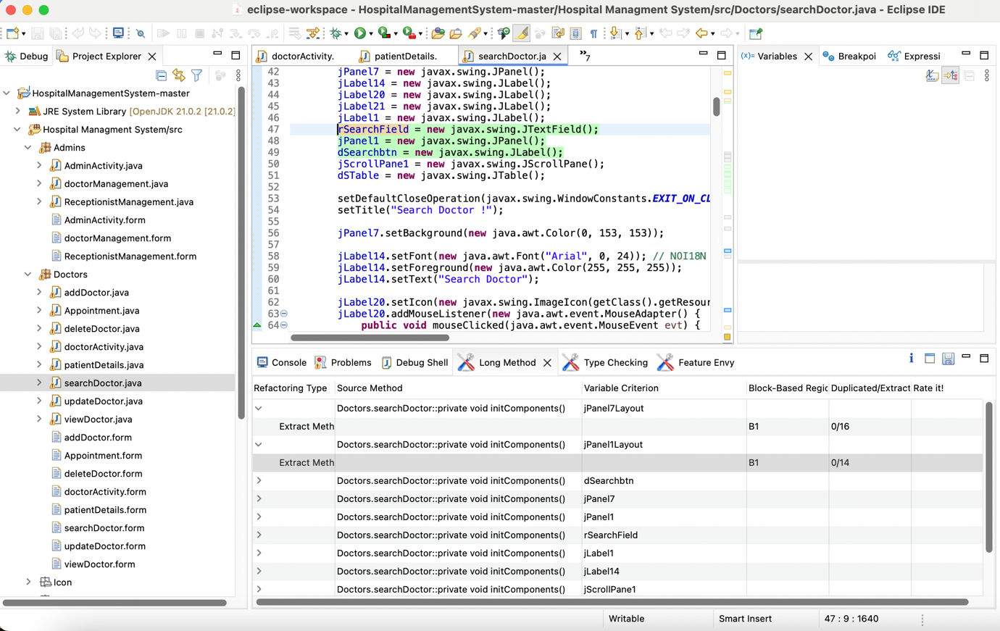 eclipse-workspace - HospitalManagementSystem-master/Hospital Managment System/src/Doctors/searchDoctor.java - Eclipse IDE
Debug
Project Explorer
HospitalManagementSystem-master
JRE System Library [OpenJDK 21.0.2 [21.0.2]
Hospital Managment System/src
Admins
AdminActivity.java
doctorManagement.java
ReceptionistManagement.java
AdminActivity.form
doctorManagement.form
ReceptionistManagement.form
Doctors
addDoctor.java
Appointment.java
deleteDoctor.java
doctorActivity.java
patientDetails.java
searchDoctor.java
updateDoctor.java
viewDoctor.java
addDoctor.form
Appointment.form
deleteDoctor.form
doctorActivity.form
patientDetails.form
searchDoctor.form
updateDoctor.form
viewDoctor.form
Icon
doctorActivity.
patientDetails.
searchDoctor.ja
»7
42 jPanel7 = new javax.swing.JPanel();
43 jLabel14 = new javax.swing.JLabel();
44 jLabel20 = new javax.swing.JLabel();
45 jLabel21 = new javax.swing.JLabel();
46 jLabel1 = new javax.swing.JLabel();
47 rSearchField = new javax.swing.JTextField();
48 jPanel1 = new javax.swing.JPanel();
49 dSearchbtn = new javax.swing.JLabel();
50 jScrollPane1 = new javax.swing.JScrollPane();
51 dSTable = new javax.swing.JTable();
52
53 setDefaultCloseOperation(javax.swing.WindowConstants.EXIT_ON_CL
54 setTitle("Search Doctor !");
55
56 jPanel7.setBackground(new java.awt.Color(0, 153, 153));
57
58 jLabel14.setFont(new java.awt.Font("Arial", 0, 24)); // NOI18N
59 jLabel14.setForeground(new java.awt.Color(255, 255, 255));
60 jLabel14.setText("Search Doctor");
61
62 jLabel20.setIcon(new javax.swing.ImageIcon(getClass().getResour
63 jLabel20.addMouseListener(new java.awt.event.MouseAdapter() {
64 public void mouseClicked(java.awt.event.MouseEvent evt) {
(x)= Variables
Breakpoi
Expressi
Console
Problems
Debug Shell
Long Method
Type Checking
Feature Envy
Refactoring Type Source Method Variable Criterion Block-Based Regic Duplicated/Extract Rate it!
Doctors.searchDoctor::private void initComponents() jPanel7Layout
Extract Meth B1 0/16
Doctors.searchDoctor::private void initComponents() jPanel1Layout
Extract Meth B1 0/14
Doctors.searchDoctor::private void initComponents() dSearchbtn
Doctors.searchDoctor::private void initComponents() jPanel7
Doctors.searchDoctor::private void initComponents() jPanel1
Doctors.searchDoctor::private void initComponents() rSearchField
Doctors.searchDoctor::private void initComponents() jLabel1
Doctors.searchDoctor::private void initComponents() jLabel14
Doctors.searchDoctor::private void initComponents() jScrollPane1
Writable
Smart Insert
47 : 9 : 1640